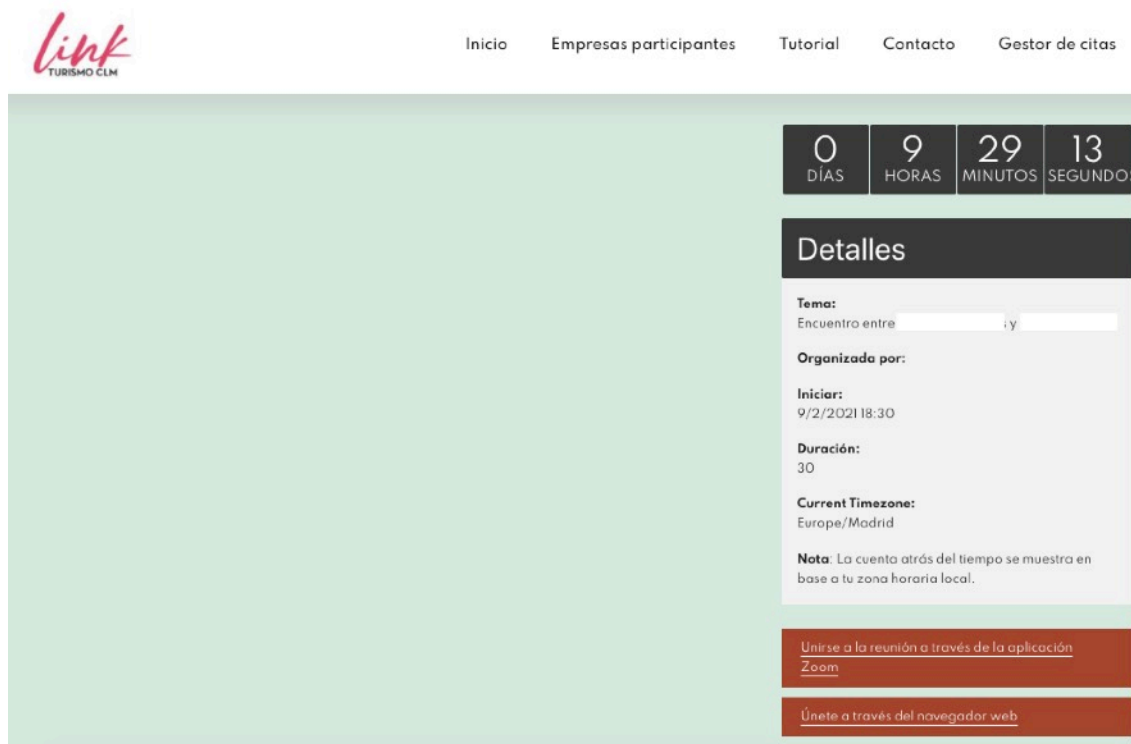 link
TURISMO CLM
Inicio Empresas participantes Tutorial Contacto Gestor de citas
0 9 29 13
DÍAS HORAS MINUTOS SEGUNDOS
Detalles
Tema:
Encuentro entre y
Organizada por:
Iniciar:
9/2/2021 18:30
Duración:
30
Current Timezone:
Europe/Madrid
Nota: La cuenta atrás del tiempo se muestra en
base a tu zona horaria local.
Unirse a la reunión a través de la aplicación
Zoom
Únete a través del navegador web